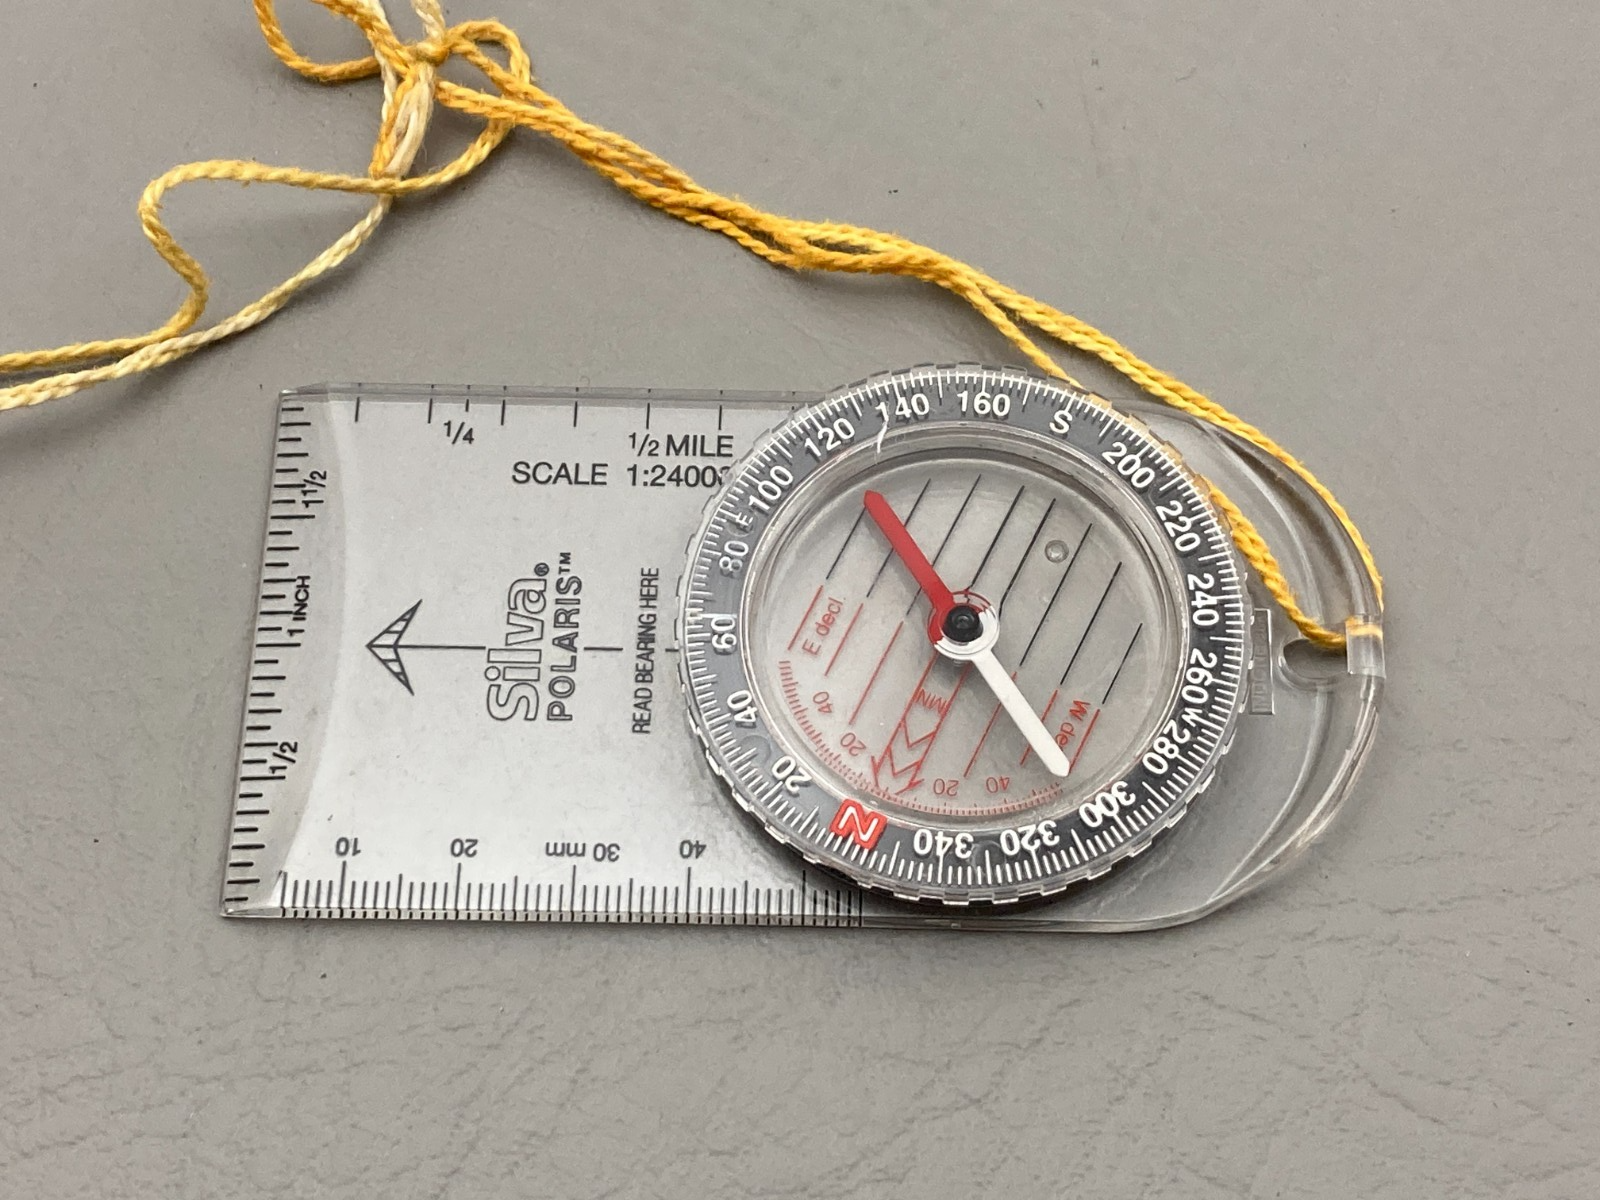 1/4
1/2 MILE
SCALE 1:24000
1/2
1 INCH
1 1/2
Silva®
POLARIS™
READ BEARING HERE
10
20
30 mm
40
N
20
40
60
80
E
100
120
140
160
S
200
220
240
260
W
280
300
320
340
E decl.
40
20
MN
20
40